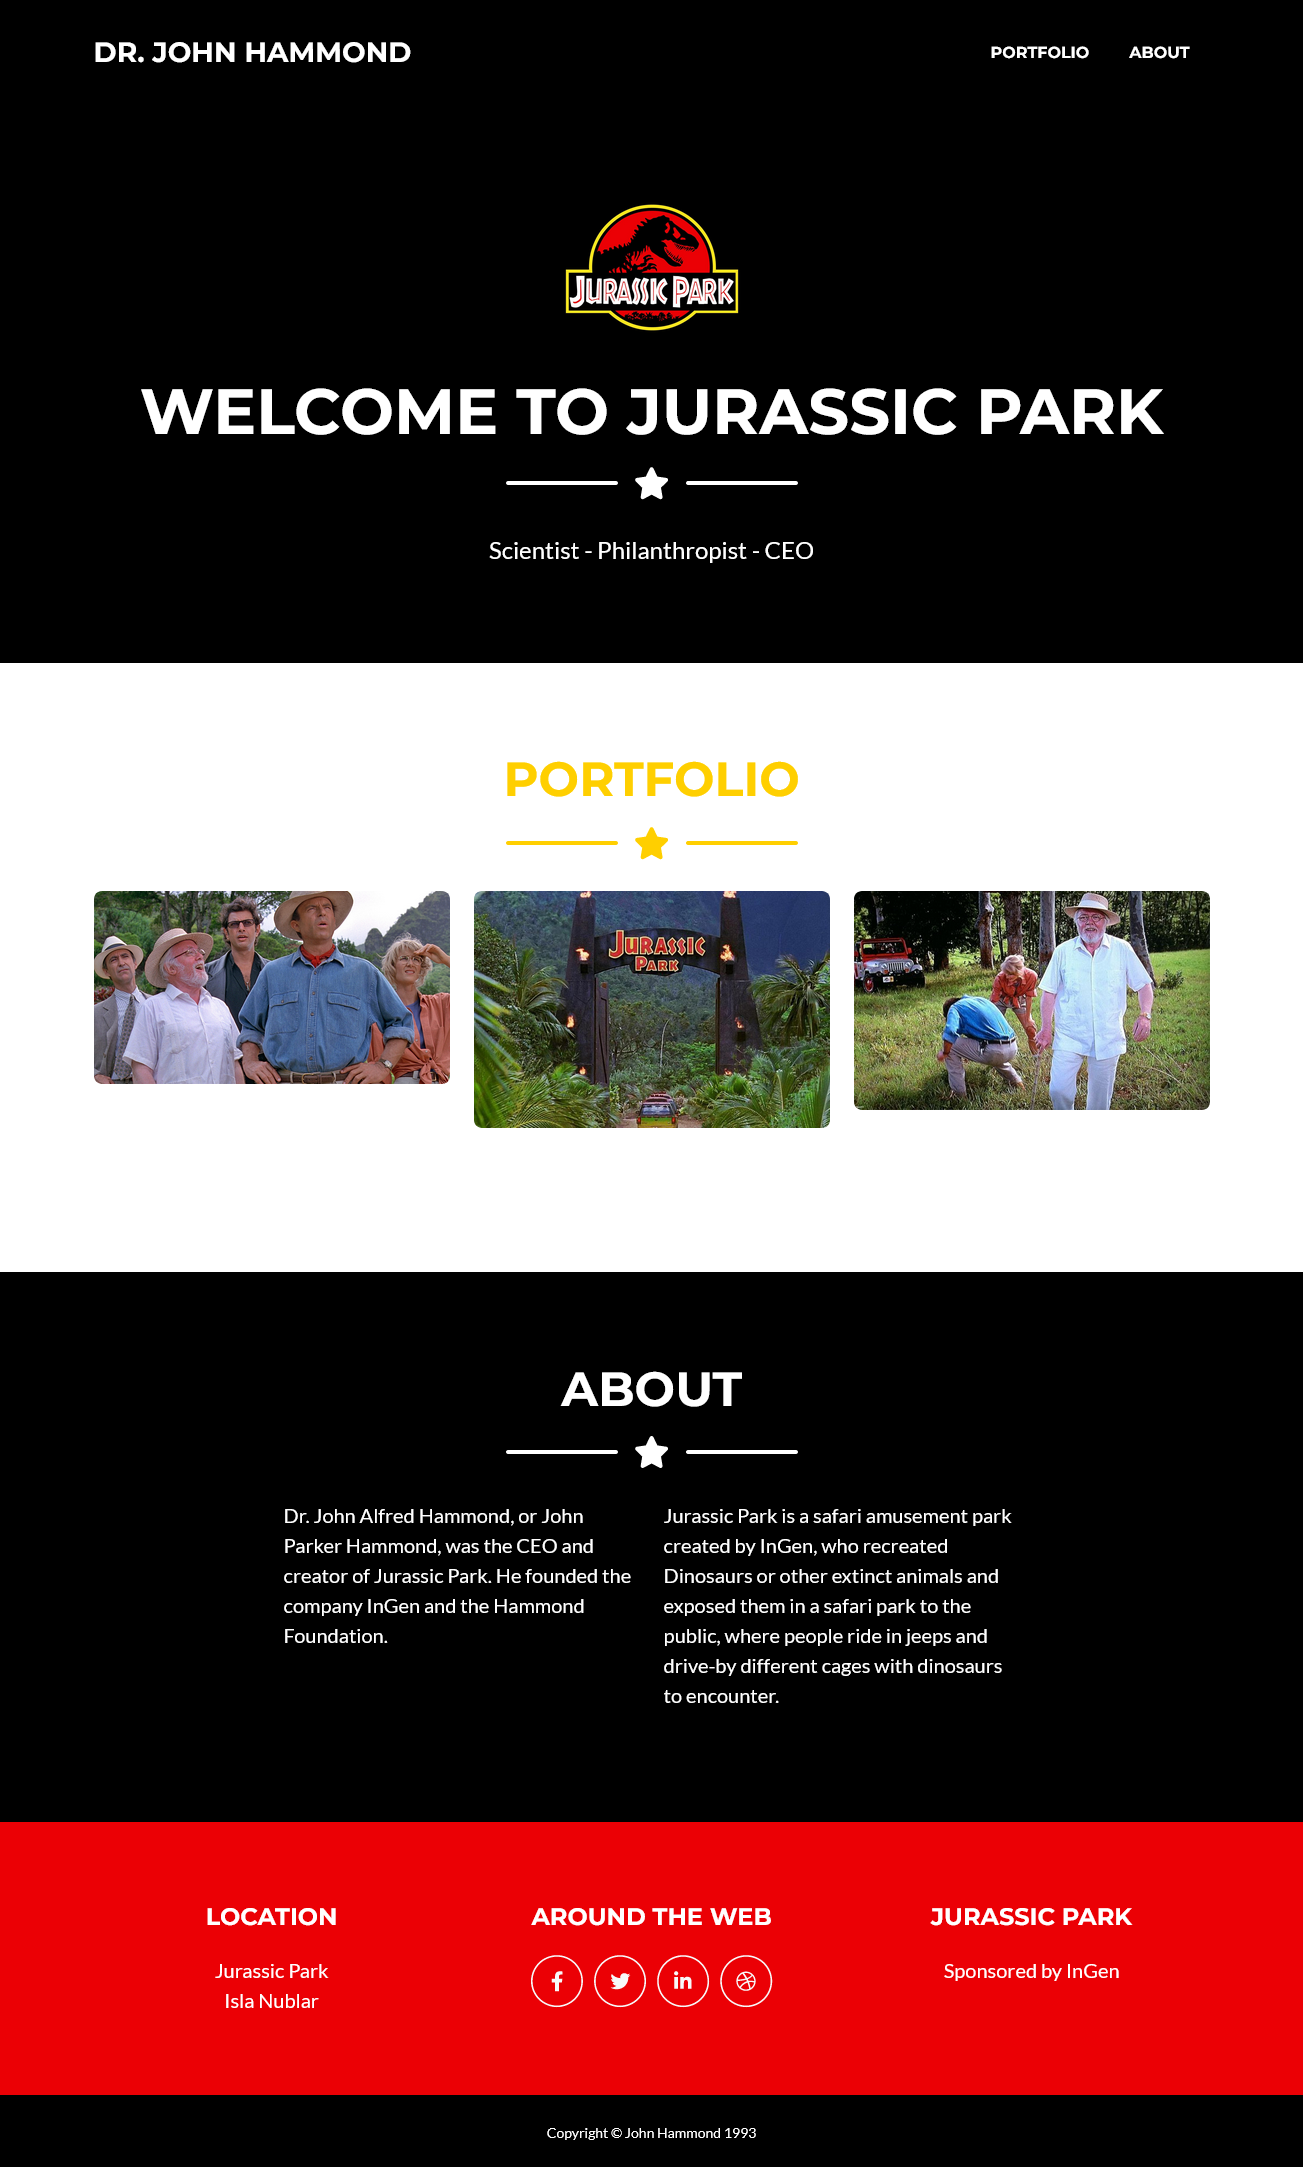 DR. JOHN HAMMOND
PORTFOLIO
ABOUT
JURASSIC PARK
WELCOME TO JURASSIC PARK
Scientist - Philanthropist - CEO
PORTFOLIO
JURASSIC
PARK
ABOUT
Dr. John Alfred Hammond, or John
Parker Hammond, was the CEO and
creator of Jurassic Park. He founded the
company InGen and the Hammond
Foundation.
Jurassic Park is a safari amusement park
created by InGen, who recreated
Dinosaurs or other extinct animals and
exposed them in a safari park to the
public, where people ride in jeeps and
drive-by different cages with dinosaurs
to encounter.
LOCATION
Jurassic Park
Isla Nublar
AROUND THE WEB
JURASSIC PARK
Sponsored by InGen
Copyright © John Hammond 1993